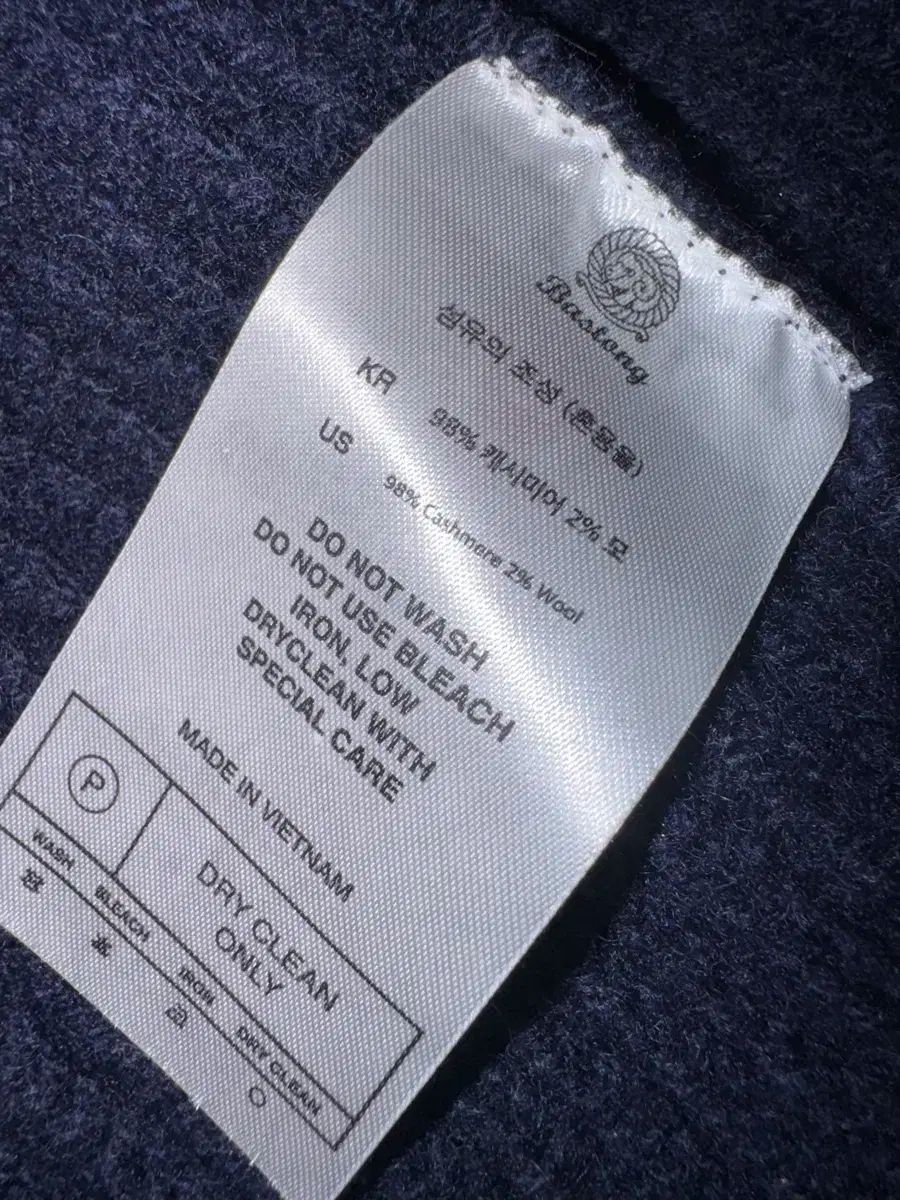 Bastong
섬유의 조성 (혼용율)
KR 98% 캐시미어 2% 모
US 98% Cashmere 2% Wool
DO NOT WASH
DO NOT USE BLEACH
IRON, LOW
DRYCLEAN WITH
SPECIAL CARE
MADE IN VIETNAM
P
DRY CLEAN
ONLY
WASH BLEACH IRON DRY CLEAN